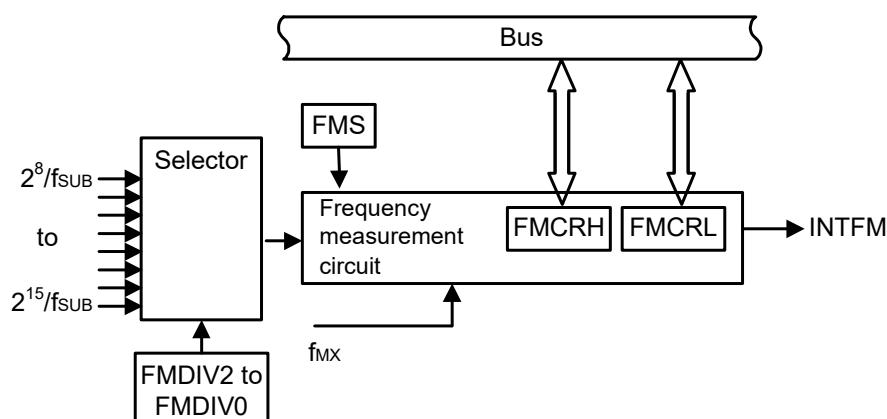 Bus
FMS
Selector
2⁸/fSUB
to
2¹⁵/fSUB
Frequency
measurement
circuit
FMCRH
FMCRL
INTFM
fMX
FMDIV2 to
FMDIV0